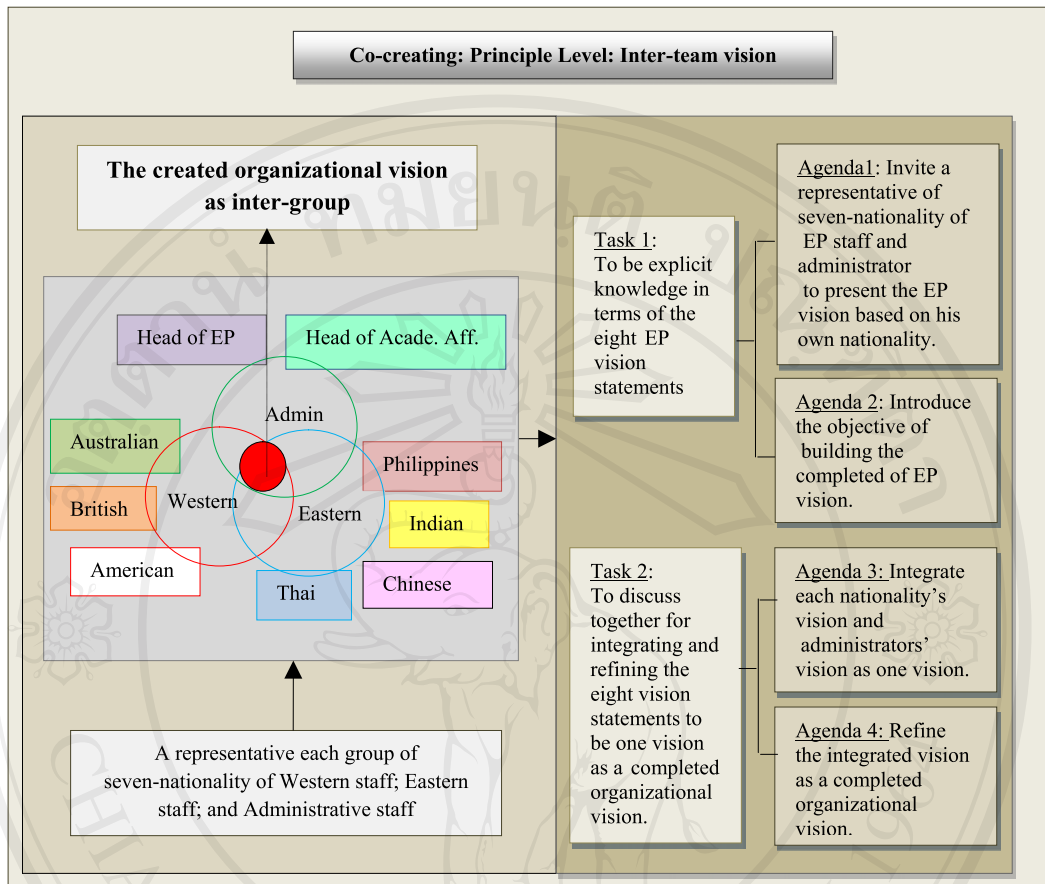 Co-creating: Principle Level: Inter-team vision
The created organizational vision
as inter-group
Head of EP
Head of Acade. Aff.
Admin
Australian
Philippines
British
Western
Eastern
Indian
American
Thai
Chinese
A representative each group of
seven-nationality of Western staff; Eastern
staff; and Administrative staff
Task 1:
To be explicit
knowledge in
terms of the
eight EP
vision
statements
Agenda1: Invite a
representative of
seven-nationality of
EP staff and
administrator
to present the EP
vision based on his
own nationality.
Agenda 2: Introduce
the objective of
building the
completed of EP
vision.
Task 2:
To discuss
together for
integrating and
refining the
eight vision
statements to
be one vision
as a completed
organizational
vision.
Agenda 3: Integrate
each nationality's
vision and
administrators'
vision as one vision.
Agenda 4: Refine
the integrated vision
as a completed
organizational
vision.